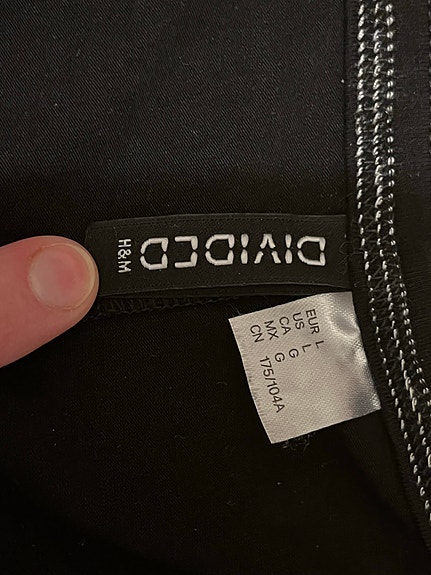 DIVIDED
H&M
EUR L
US L
CA G
MX G
CN 175/104A